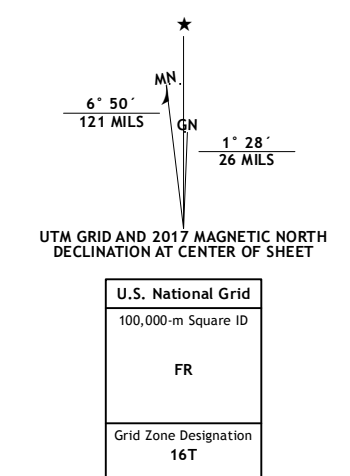 ★
MN
6° 50´
121 MILS
GN
1° 28´
26 MILS
UTM GRID AND 2017 MAGNETIC NORTH
DECLINATION AT CENTER OF SHEET
U.S. National Grid
100,000-m Square ID
FR
Grid Zone Designation
16T